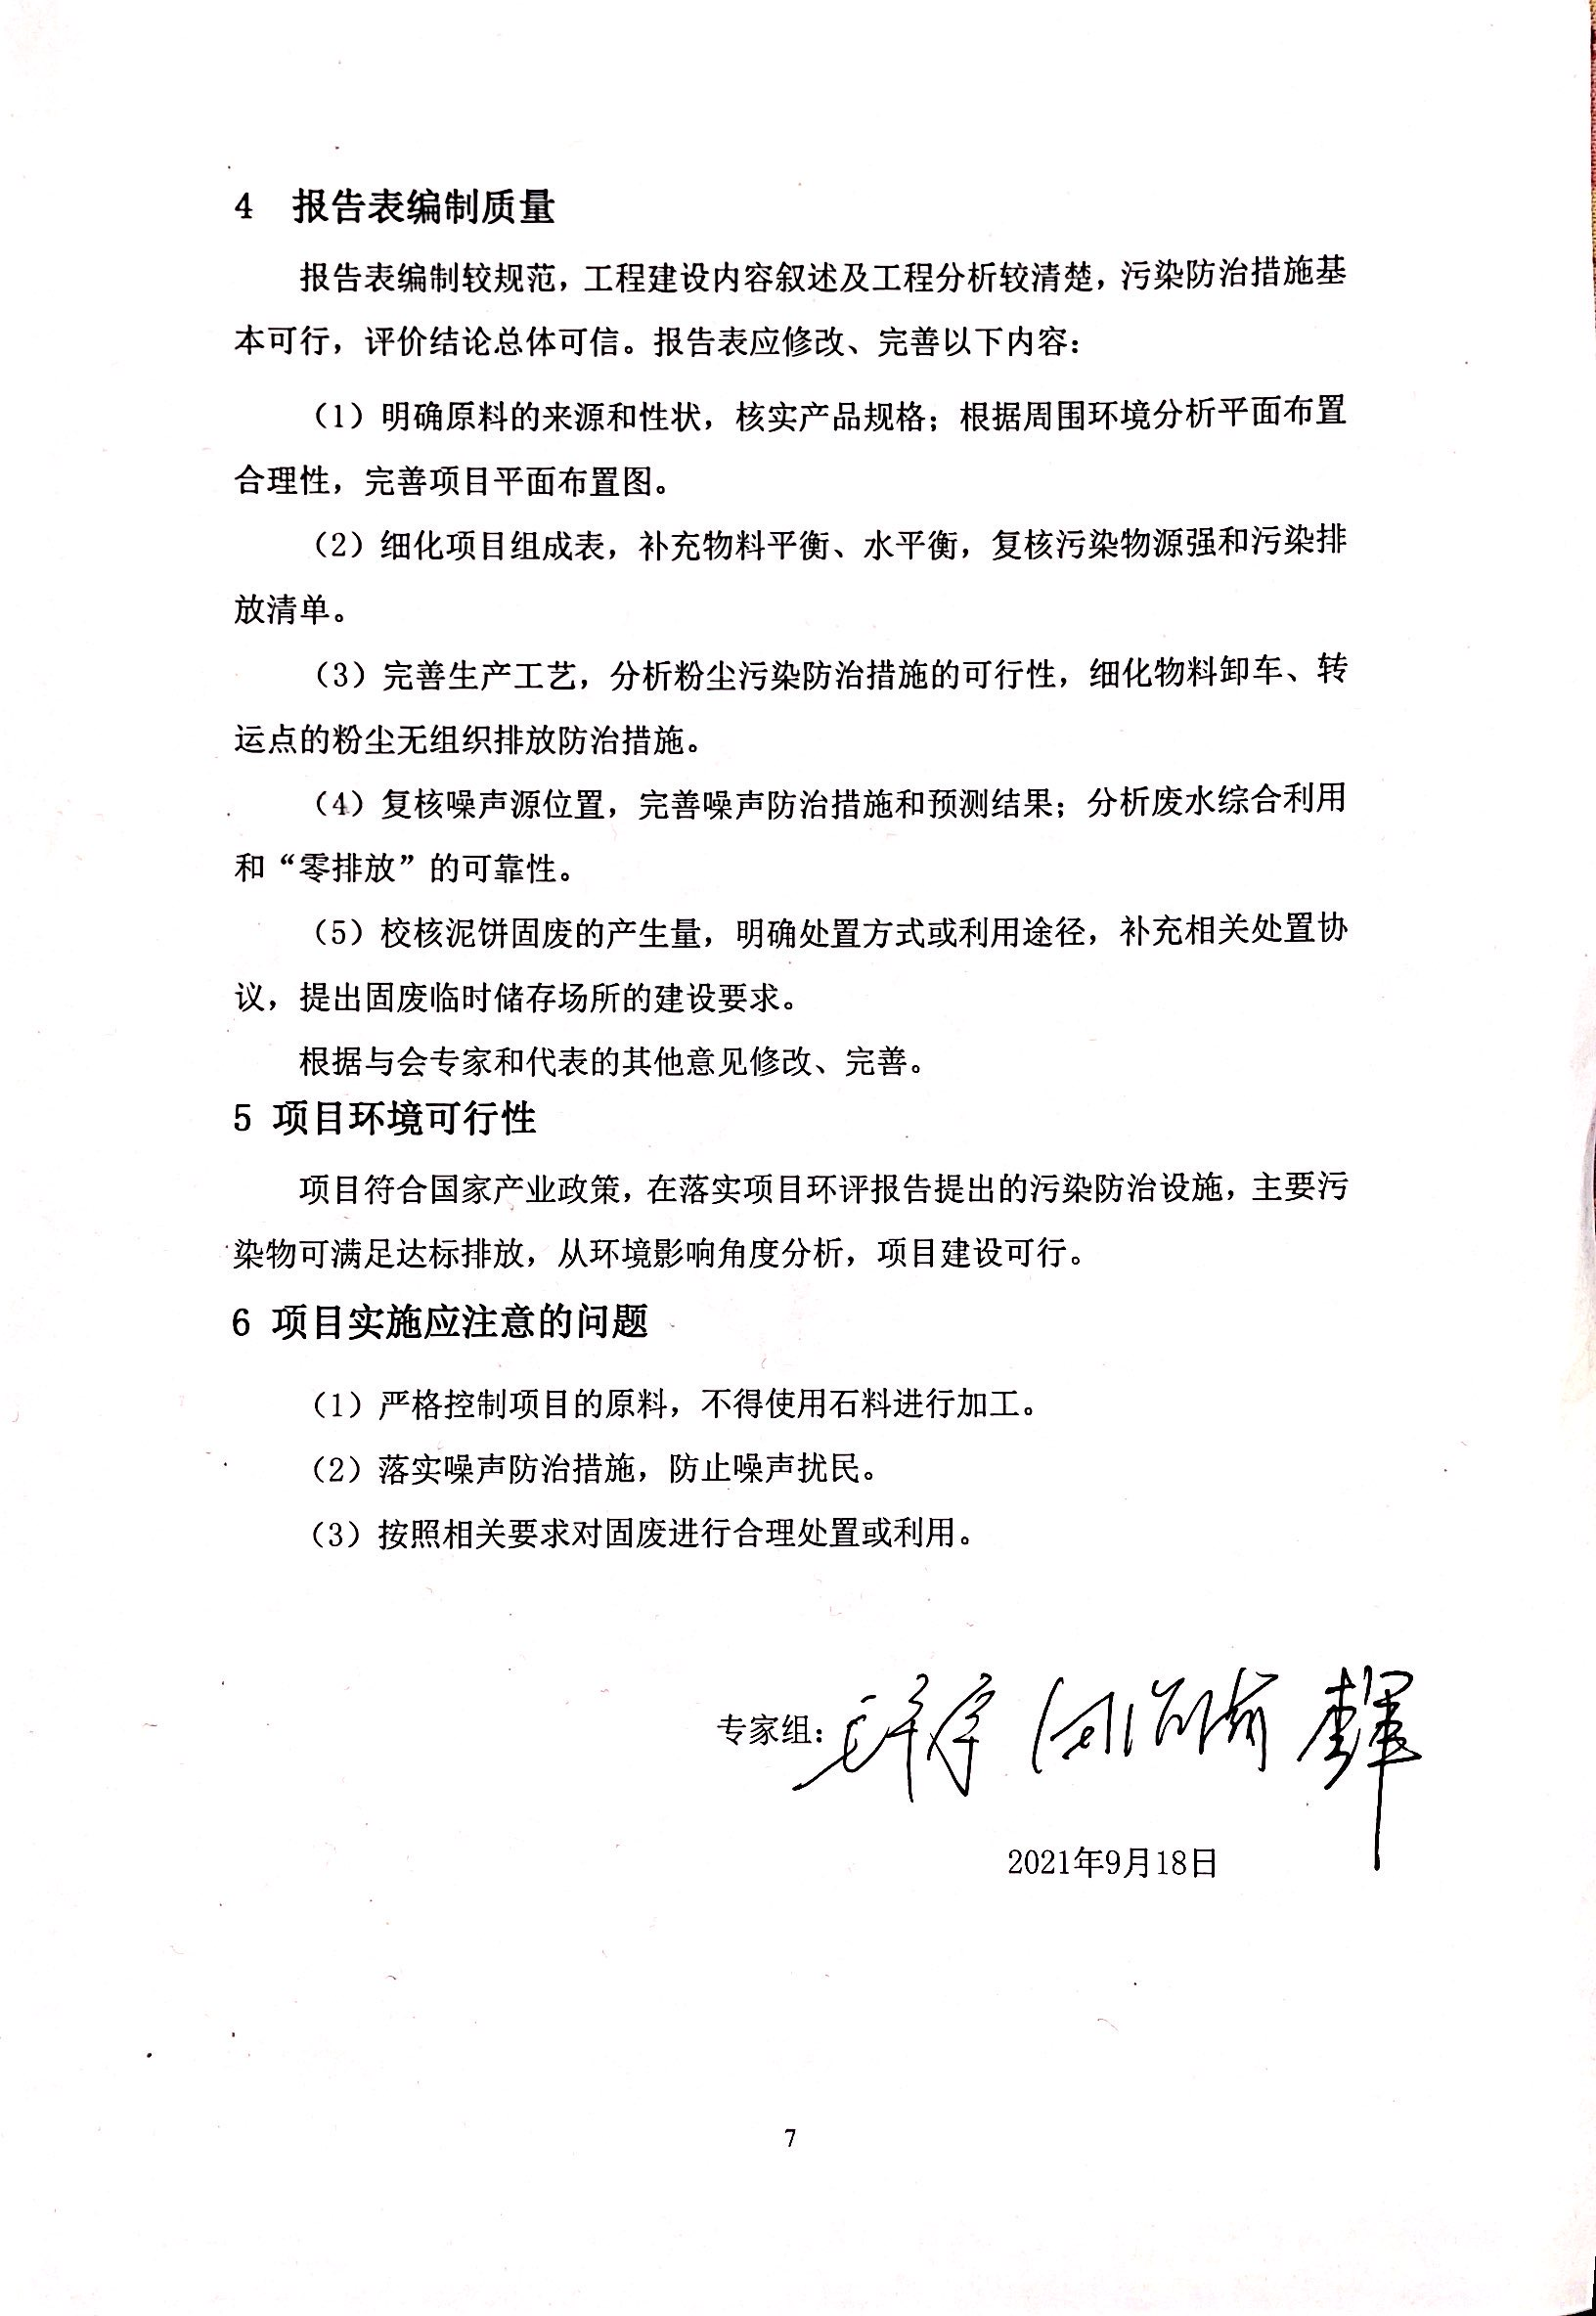 4 报告表编制质量
报告表编制较规范，工程建设内容叙述及工程分析较清楚，污染防治措施基
本可行，评价结论总体可信。报告表应修改、完善以下内容：
（1）明确原料的来源和性状，核实产品规格；根据周围环境分析平面布置
合理性，完善项目平面布置图。
（2）细化项目组成表，补充物料平衡、水平衡，复核污染物源强和污染排
放清单。
（3）完善生产工艺，分析粉尘污染防治措施的可行性，细化物料卸车、转
运点的粉尘无组织排放防治措施。
（4）复核噪声源位置，完善噪声防治措施和预测结果；分析废水综合利用
和“零排放”的可靠性。
（5）校核泥饼固废的产生量，明确处置方式或利用途径，补充相关处置协
议，提出固废临时储存场所的建设要求。
根据与会专家和代表的其他意见修改、完善。
5 项目环境可行性
项目符合国家产业政策，在落实项目环评报告提出的污染防治设施，主要污
染物可满足达标排放，从环境影响角度分析，项目建设可行。
6 项目实施应注意的问题
（1）严格控制项目的原料，不得使用石料进行加工。
（2）落实噪声防治措施，防止噪声扰民。
（3）按照相关要求对固废进行合理处置或利用。
专家组：
2021年9月18日
7